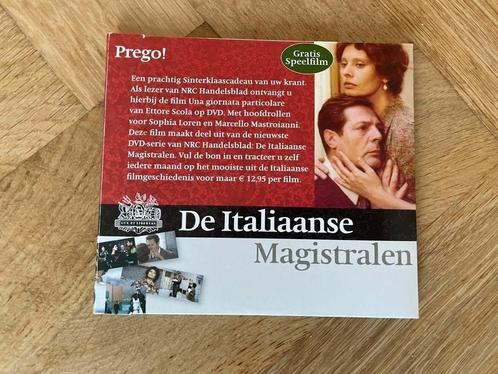 Prego!
Gratis
Speelfilm
Een prachtig Sinterklaascadeau van uw krant.
Als lezer van NRC Handelsblad ontvangt u
hierbij de film Una giornata particolare
van Ettore Scola op DVD. Met hoofdrollen
voor Sophia Loren en Marcello Mastroianni.
Deze film maakt deel uit van de nieuwste
DVD-serie van NRC Handelsblad: De Italiaanse
Magistralen. Vul de bon in en tracteer u zelf
iedere maand op het mooiste uit de Italiaanse
filmgeschiedenis voor maar € 12,95 per film.
LUX ET LIBERTAS
De Italiaanse
Magistralen